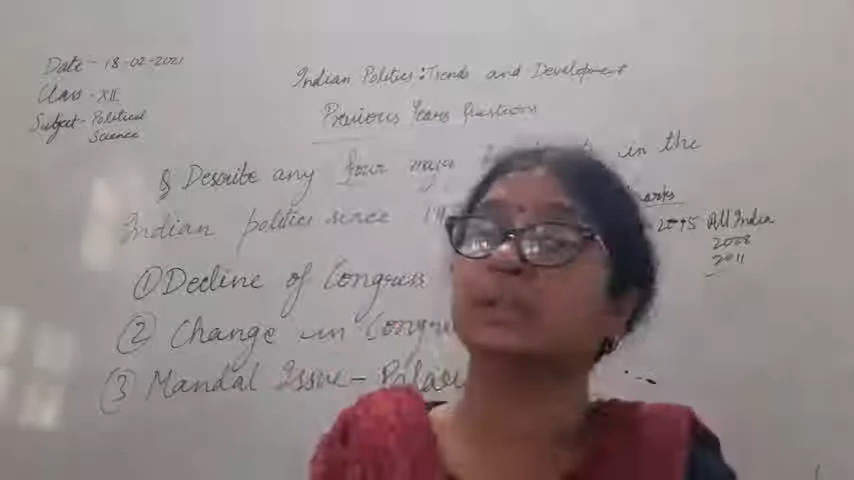 Date - 18-02-2021
Class - XII
Subject - Political
Science
Indian Politics: Trends and Development
Previous Years Questions
Q Describe any four major in the
Indian politics since
2015 All India
2008
2011
① Decline of Congress
② Change in
③ Mandal Issue -